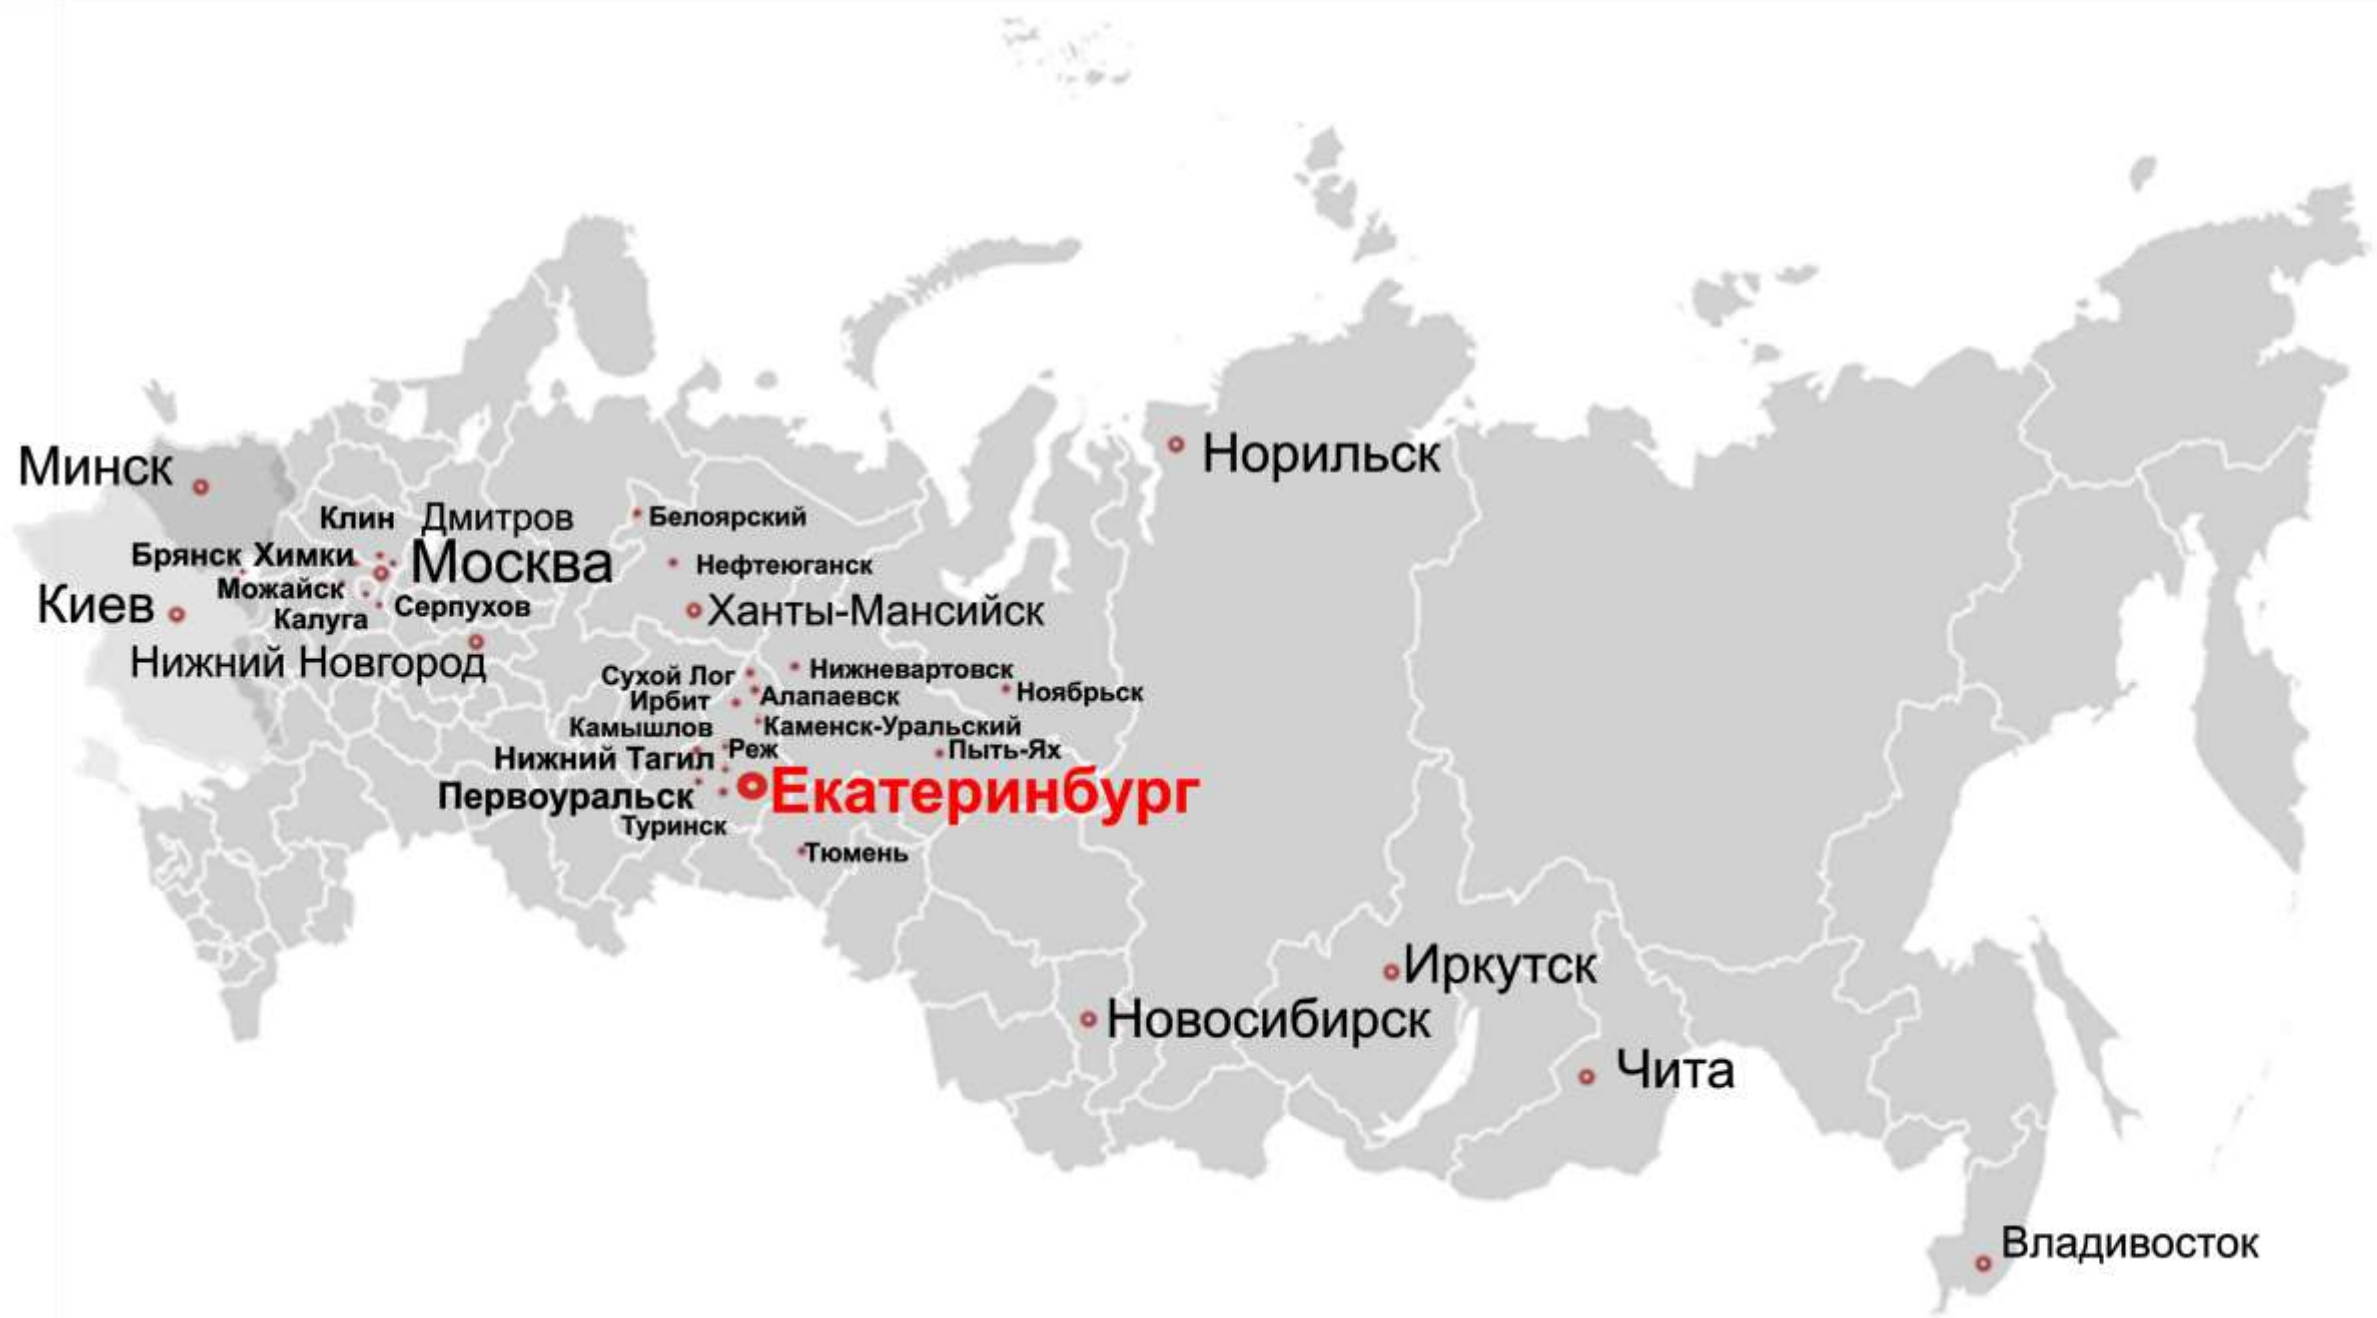 Норильск
Минск
Клин
Дмитров
Белоярский
Брянск
Химки
Москва
Нефтеюганск
Можайск
Киев
Серпухов
Ханты-Мансийск
Калуга
Нижний Новгород
Сухой Лог
Нижневартовск
Ирбит
Алапаевск
Ноябрьск
Камышлов
Каменск-Уральский
Нижний Тагил
Реж
Пыть-Ях
Первоуральск
Екатеринбург
Туринск
Тюмень
Иркутск
Новосибирск
Чита
Владивосток